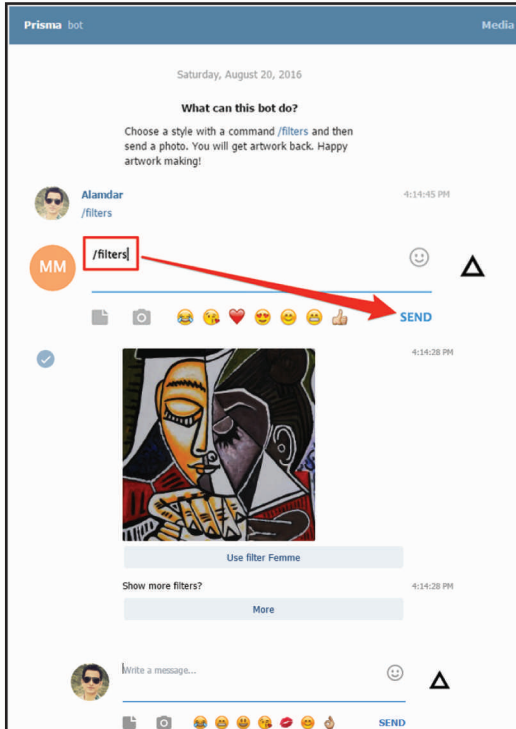 Prisma bot Media
Saturday, August 20, 2016
What can this bot do?
Choose a style with a command /filters and then
send a photo. You will get artwork back. Happy
artwork making!
Alamdar 4:14:45 PM
/filters
MM /filters
SEND
4:14:28 PM
Use filter Femme
Show more filters? 4:14:28 PM
More
Write a message...
SEND